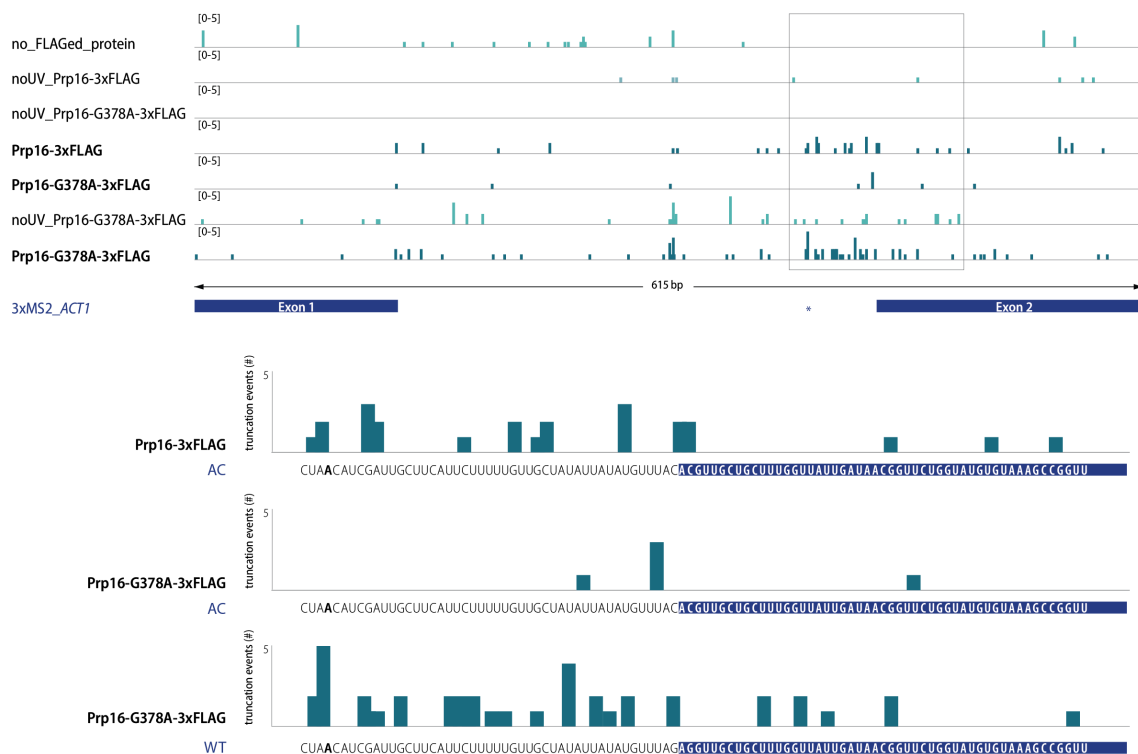 [0-5]
no_FLAGed_protein
[0-5]
noUV_Prp16-3xFLAG
[0-5]
noUV_Prp16-G378A-3xFLAG
[0-5]
Prp16-3xFLAG
[0-5]
Prp16-G378A-3xFLAG
[0-5]
noUV_Prp16-G378A-3xFLAG
[0-5]
Prp16-G378A-3xFLAG
615 bp
3xMS2_ACT1 Exon 1 * Exon 2
truncation events (#)
5
Prp16-3xFLAG
AC CUAACAUCGAUUGCUUCAUUCUUUUUGUUGCUAUAUUAUAUGUUUACACGUUGCUGCUUUGGUUAUUGAUAACGGUUCUGGUAUGUGUAAAGCCGGUU
truncation events (#)
5
Prp16-G378A-3xFLAG
AC CUAACAUCGAUUGCUUCAUUCUUUUUGUUGCUAUAUUAUAUGUUUACACGUUGCUGCUUUGGUUAUUGAUAACGGUUCUGGUAUGUGUAAAGCCGGUU
truncation events (#)
5
Prp16-G378A-3xFLAG
WT CUAACAUCGAUUGCUUCAUUCUUUUUGUUGCUAUAUUAUAUGUUUAGAGGUUGCUGCUUUGGUUAUUGAUAACGGUUCUGGUAUGUGUAAAGCCGGUU